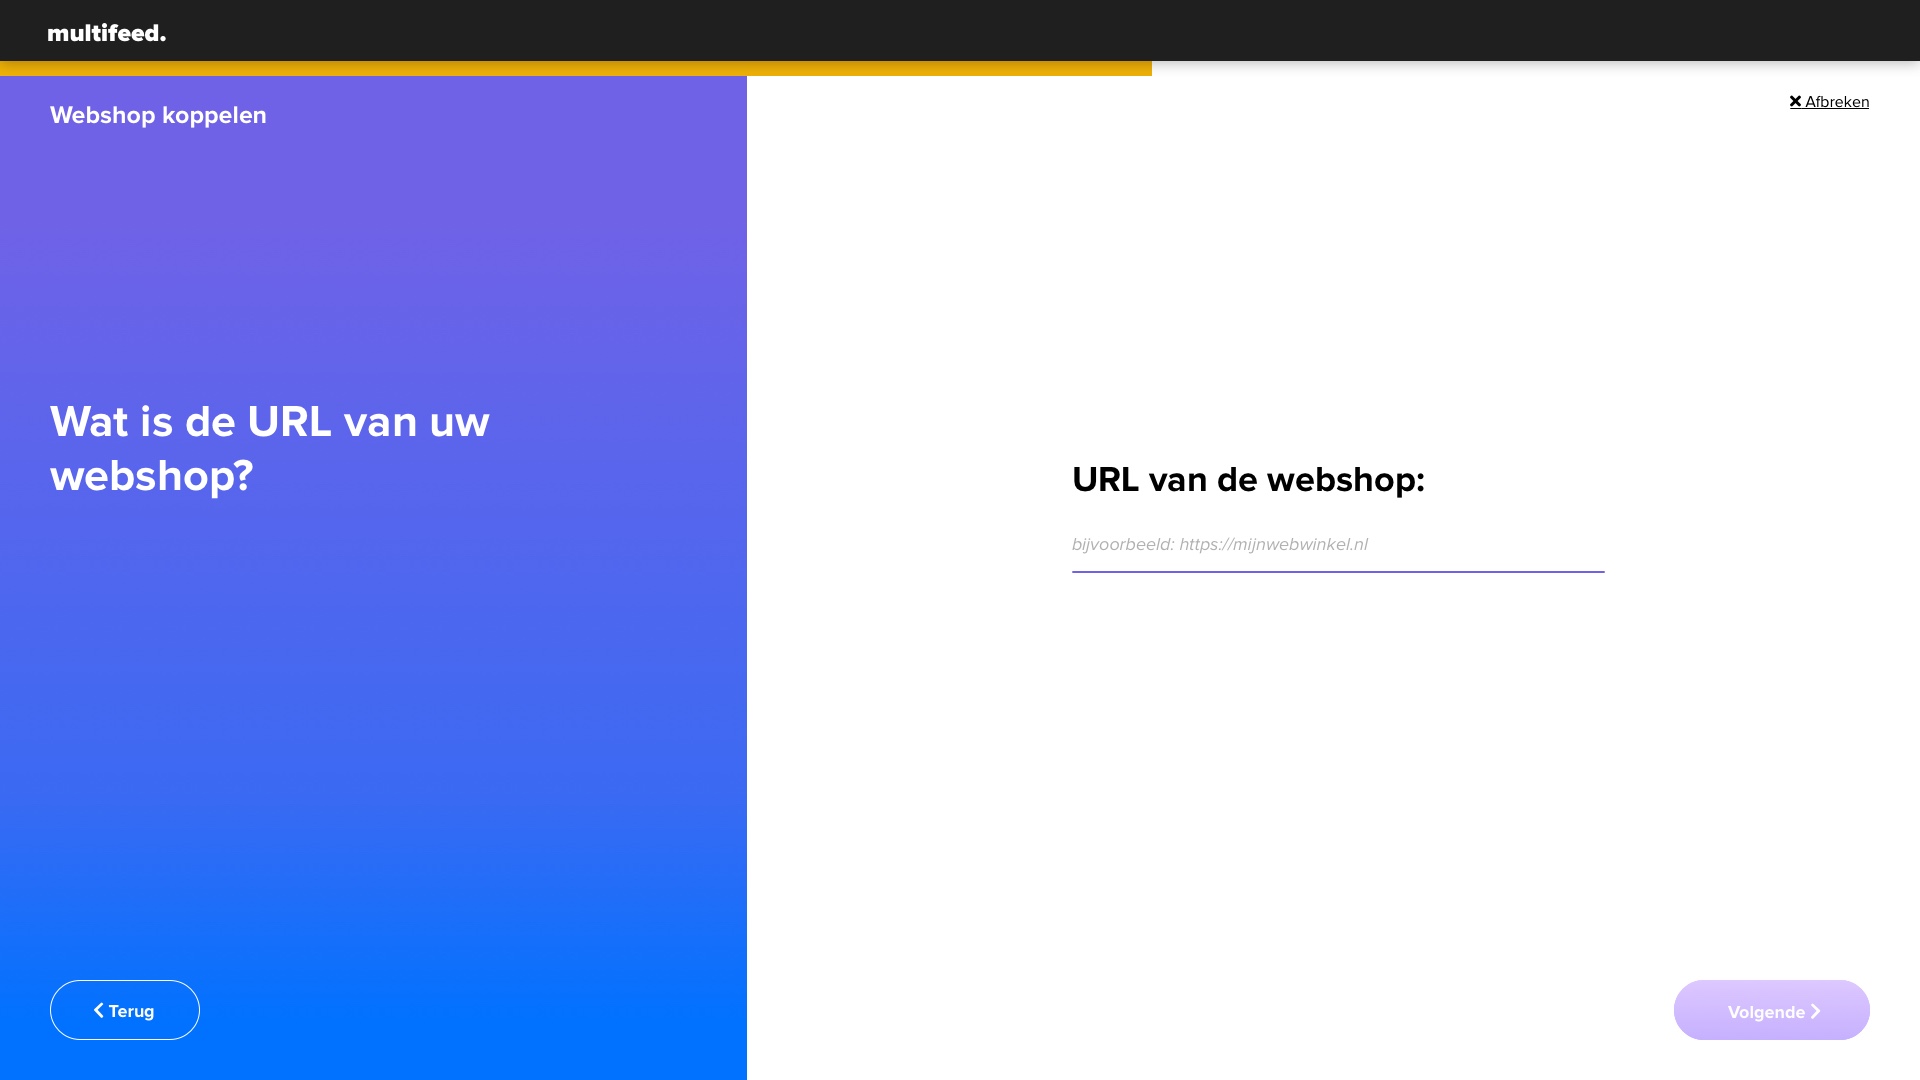 multifeed.
Webshop koppelen
Afbreken
Wat is de URL van uw
webshop?
URL van de webshop:
bijvoorbeeld: https://mijnwebwinkel.nl
Terug
Volgende